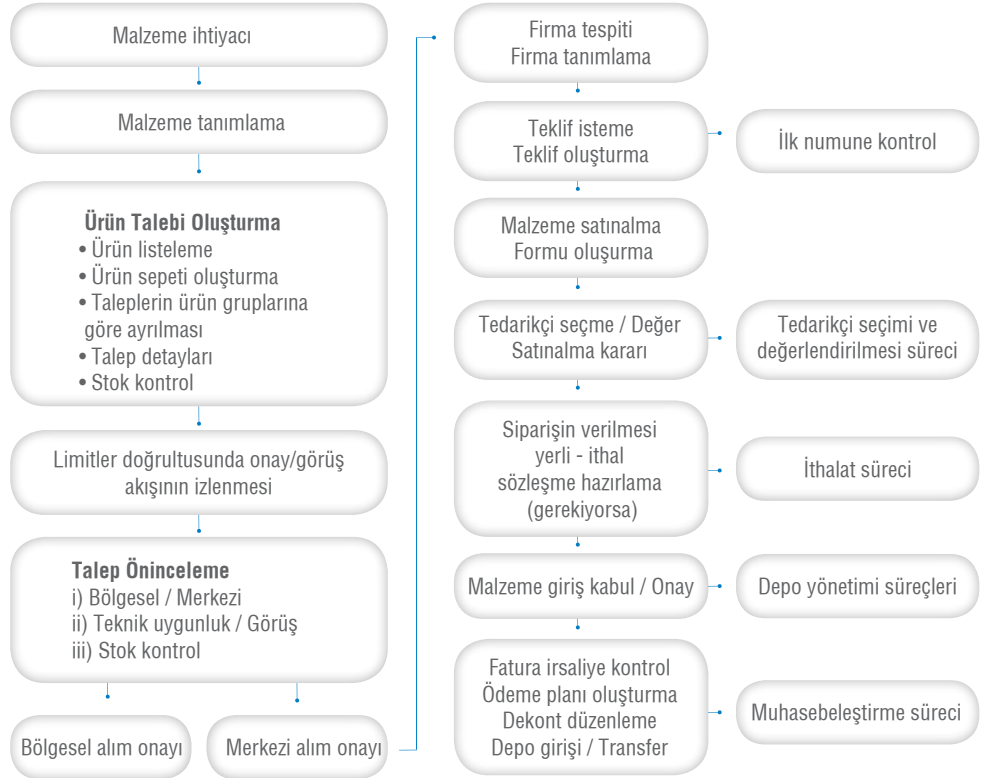 Malzeme ihtiyacı
Malzeme tanımlama
Ürün Talebi Oluşturma
• Ürün listeleme
• Ürün sepeti oluşturma
• Taleplerin ürün gruplarına
göre ayrılması
• Talep detayları
• Stok kontrol
Limitler doğrultusunda onay/görüş
akışının izlenmesi
Talep Öninceleme
i) Bölgesel / Merkezi
ii) Teknik uygunluk / Görüş
iii) Stok kontrol
Bölgesel alım onayı
Merkezi alım onayı
Firma tespiti
Firma tanımlama
Teklif isteme
Teklif oluşturma
İlk numune kontrol
Malzeme satınalma
Formu oluşurma
Tedarikçi seçme / Değer
Satınalma kararı
Tedarikçi seçimi ve
değerlendirilmesi süreci
Siparişin verilmesi
yerli - ithal
sözleşme hazırlama
(gerekiyorsa)
İthalat süreci
Malzeme giriş kabul / Onay
Depo yönetimi süreçleri
Fatura irsaliye kontrol
Ödeme planı oluşturma
Dekont düzenleme
Depo girişi / Transfer
Muhasebeleştirme süreci